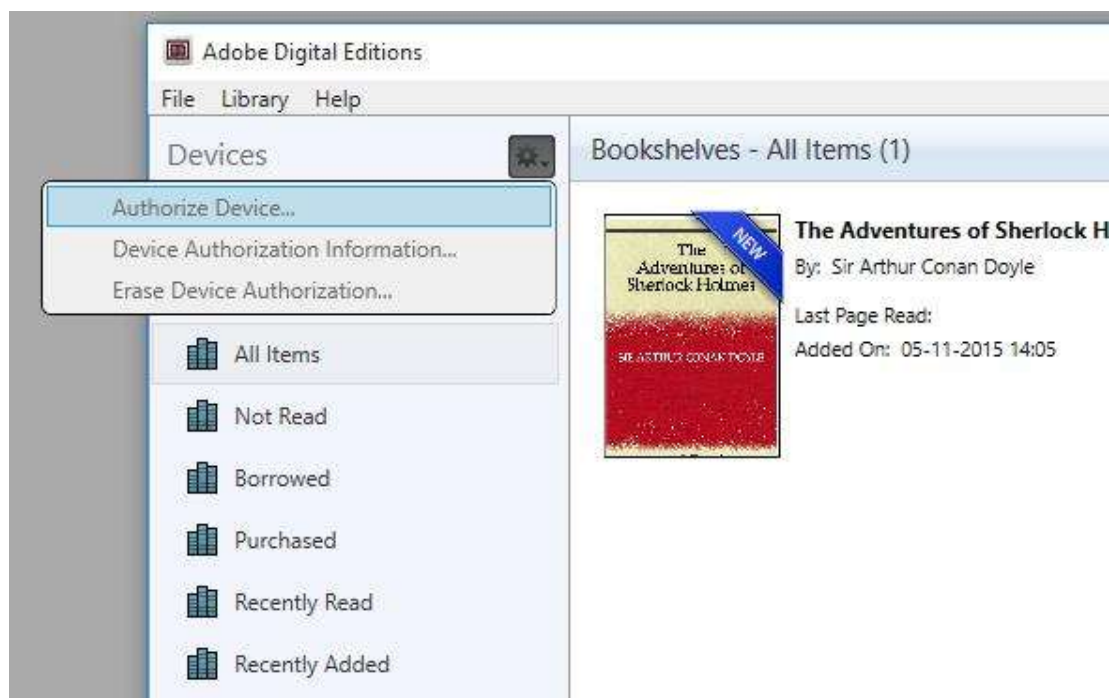 Adobe Digital Editions
File Library Help
Devices
Authorize Device...
Device Authorization Information...
Erase Device Authorization...
All Items
Not Read
Borrowed
Purchased
Recently Read
Recently Added
Bookshelves - All Items (1)
The
Adventures of
Sherlock Holmes
NEW
SIR ARTHUR CONAN DOYLE
The Adventures of Sherlock H
By: Sir Arthur Conan Doyle
Last Page Read:
Added On: 05-11-2015 14:05